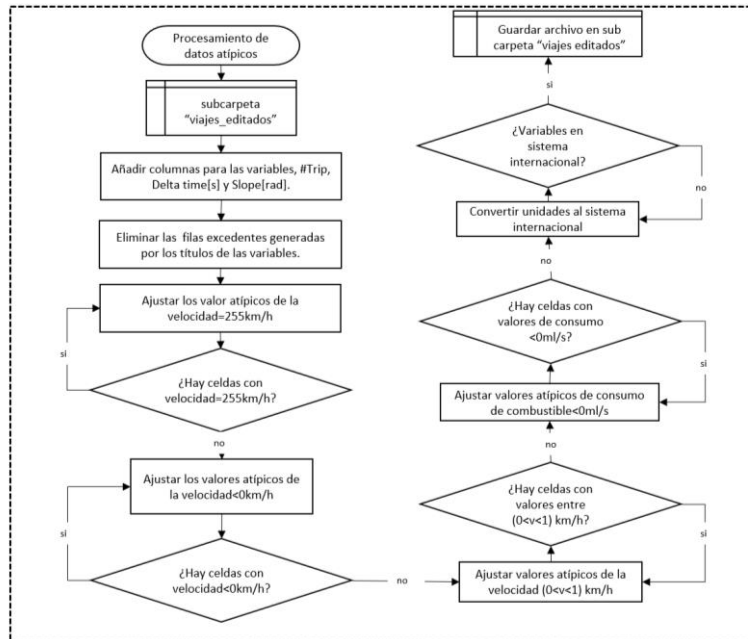 Procesamiento de
datos atípicos
subcarpeta
“viajes_editados”
Añadir columnas para las variables, #Trip,
Delta time[s] y Slope[rad].
Eliminar las filas excedentes generadas
por los títulos de las variables.
Ajustar los valor atípicos de la
velocidad=255km/h
si
¿Hay celdas con
velocidad=255km/h?
no
Ajustar los valores atípicos de
la velocidad<0km/h
si
¿Hay celdas con
velocidad<0km/h?
no
Ajustar valores atípicos de la
velocidad (0<v<1) km/h
si
¿Hay celdas con
valores entre
(0<v<1) km/h?
no
Ajustar valores atípicos de consumo
de combustible<0ml/s
si
¿Hay celdas con
valores de consumo
<0ml/s?
no
Convertir unidades al sistema
internacional
no
¿Variables en
sistema
internacional?
si
Guardar archivo en sub
carpeta “viajes editados”